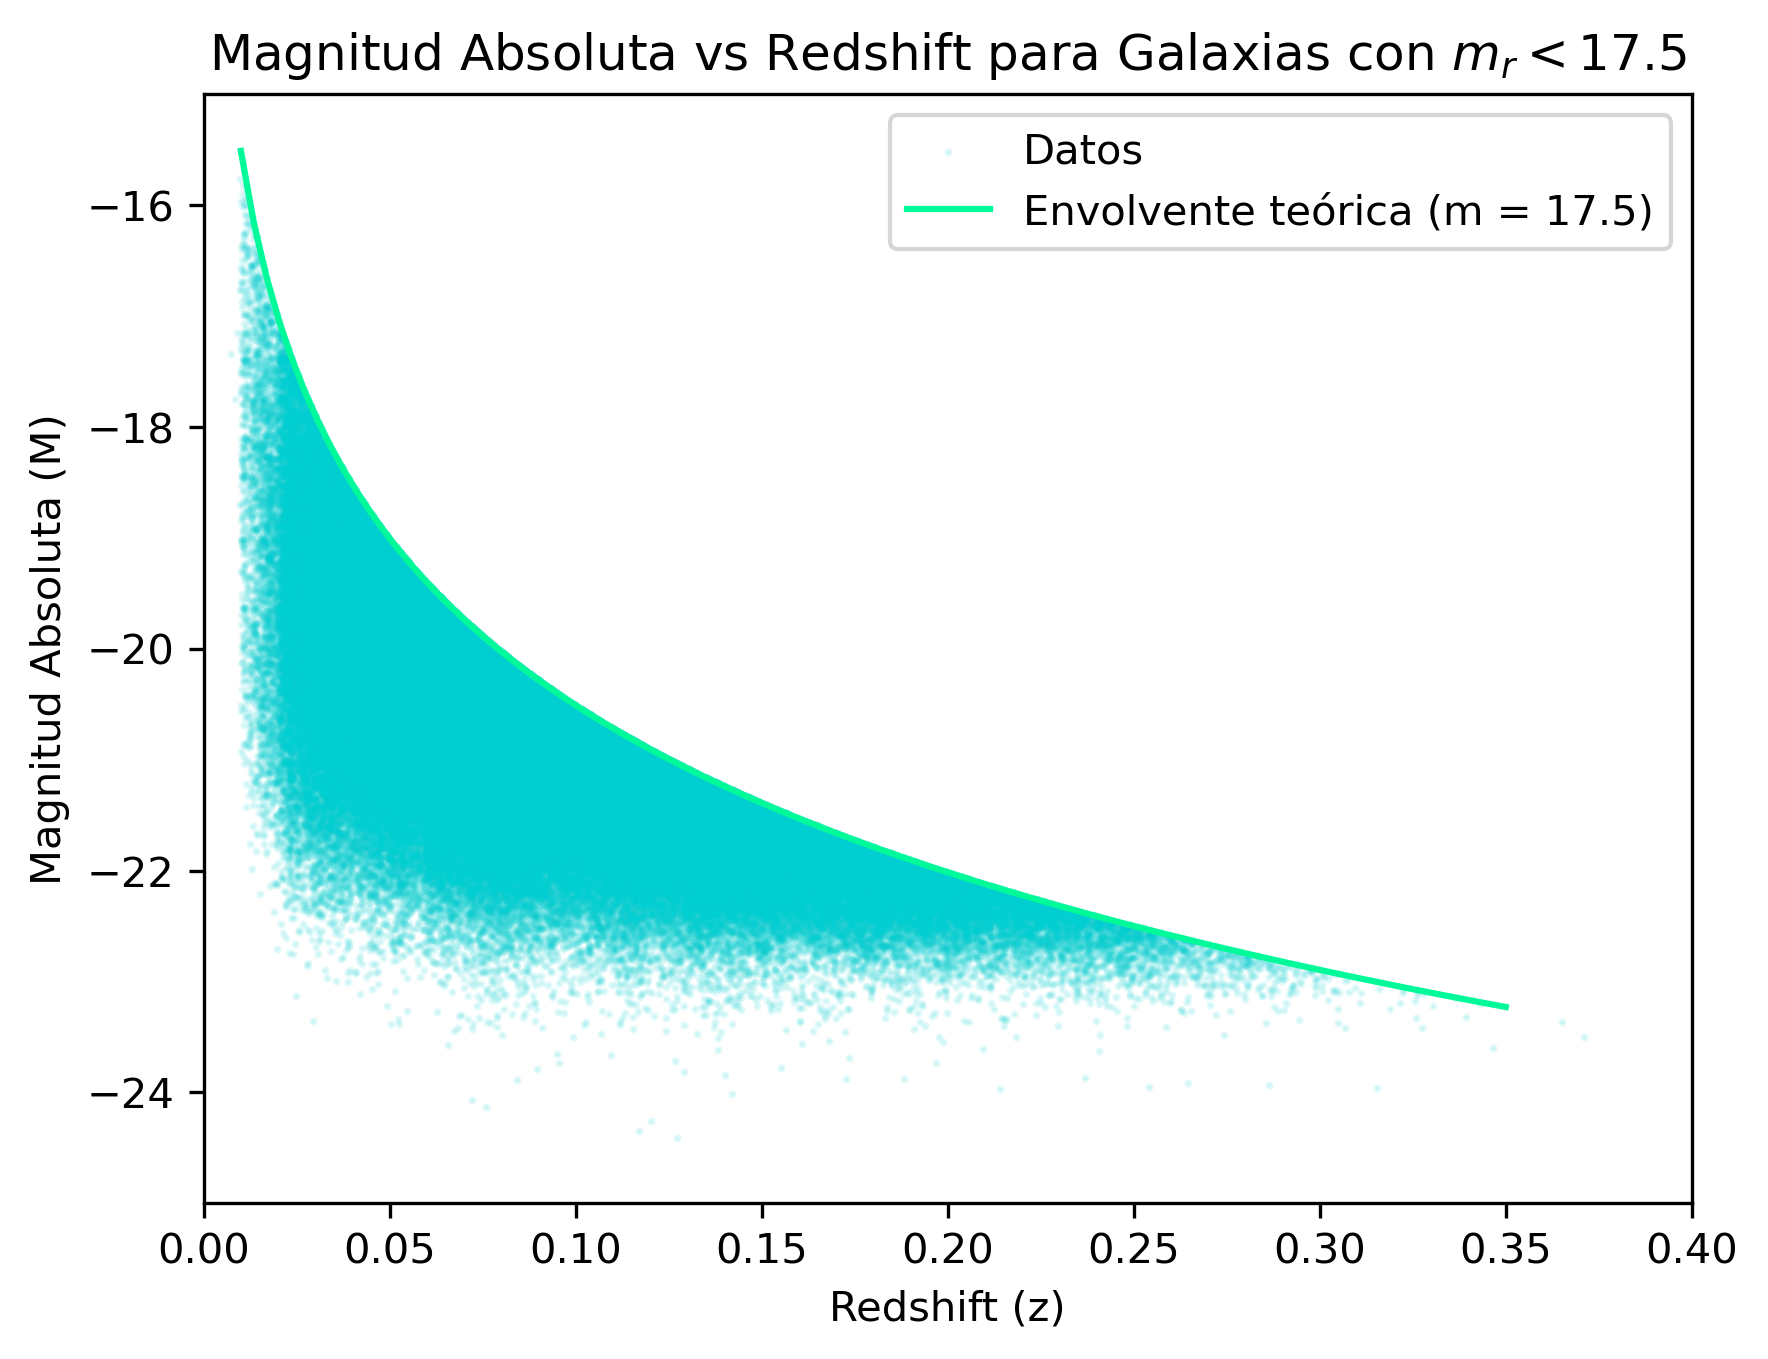 Magnitud Absoluta vs Redshift para Galaxias con $m_r < 17.5$
Datos
Envolvente teórica (m = 17.5)
Magnitud Absoluta (M)
−16
−18
−20
−22
−24
0.00 0.05 0.10 0.15 0.20 0.25 0.30 0.35 0.40
Redshift (z)